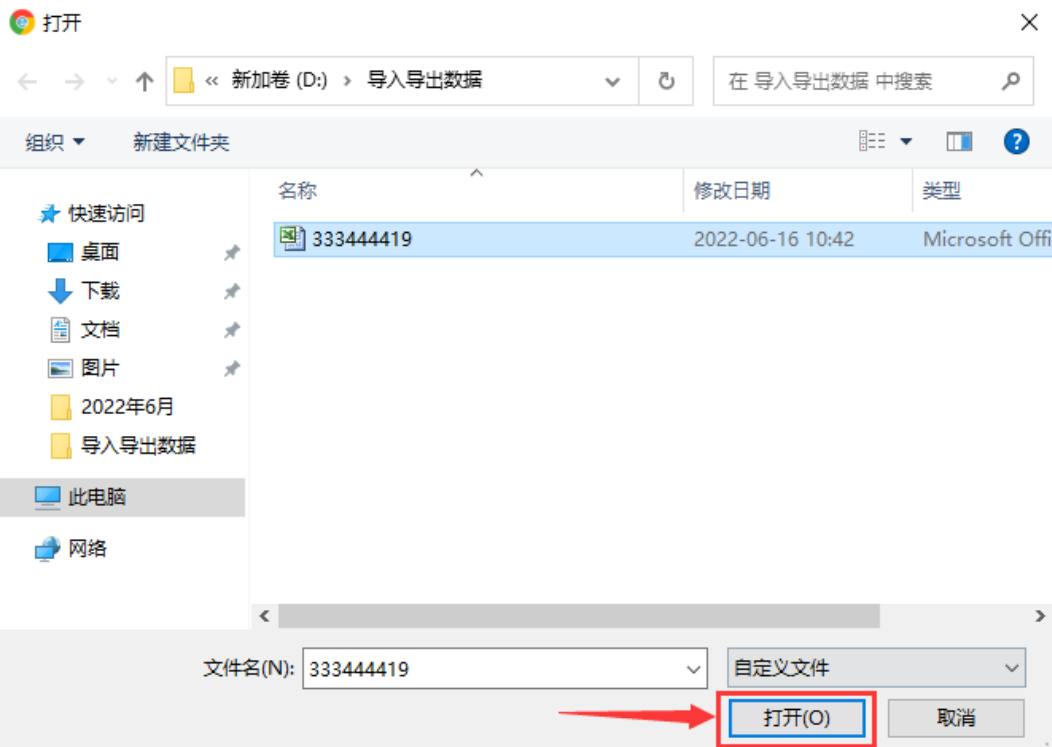 打开
« 新加卷 (D:) › 导入导出数据
在 导入导出数据 中搜索
组织 新建文件夹
名称 修改日期 类型
快速访问
333444419 2022-06-16 10:42 Microsoft Offi
桌面
下载
文档
图片
2022年6月
导入导出数据
此电脑
网络
文件名(N): 333444419 自定义文件
打开(O) 取消